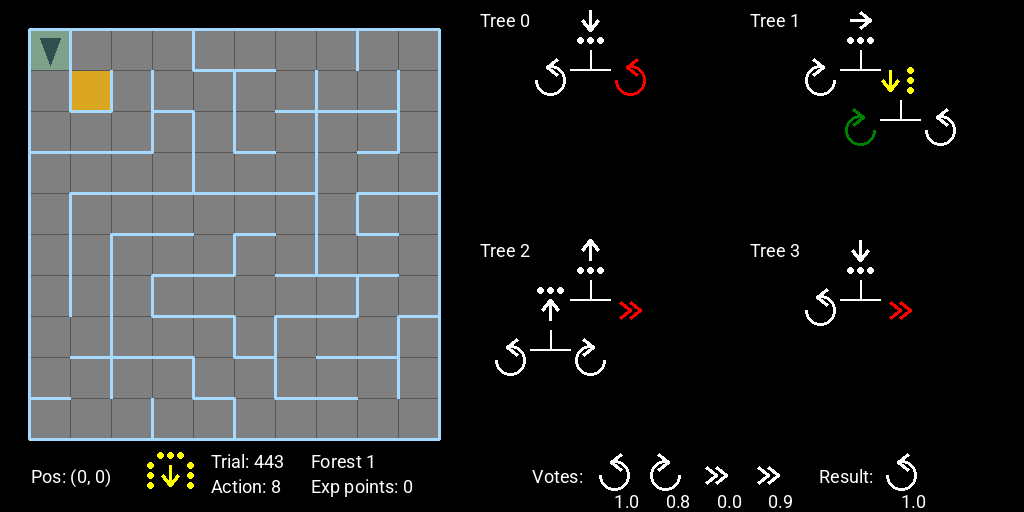 Tree 0
Tree 1
Tree 2
Tree 3
Pos: (0, 0)
Trial: 443
Forest 1
Action: 8
Exp points: 0
Votes:
1.0
0.8
0.0
0.9
Result:
1.0